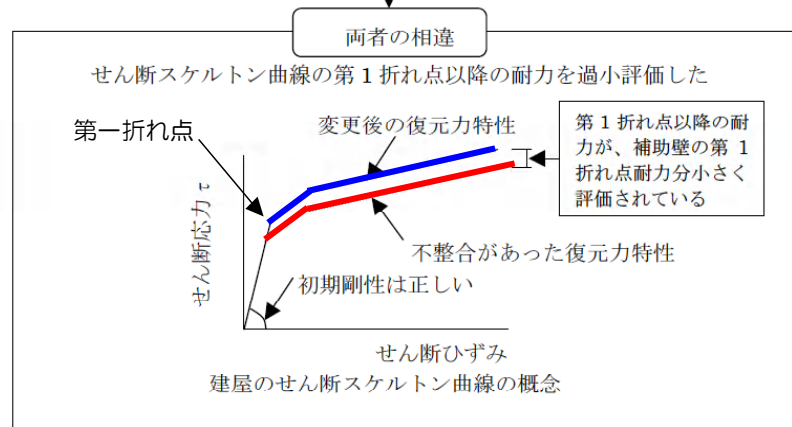 両者の相違
せん断スケルトン曲線の第1折れ点以降の耐力を過小評価した
第一折れ点
変更後の復元力特性
第1折れ点以降の耐
力が、補助壁の第1
折れ点耐力分小さく
評価されている
せん断応力τ
不整合があった復元力特性
初期剛性は正しい
せん断ひずみ
建屋のせん断スケルトン曲線の概念